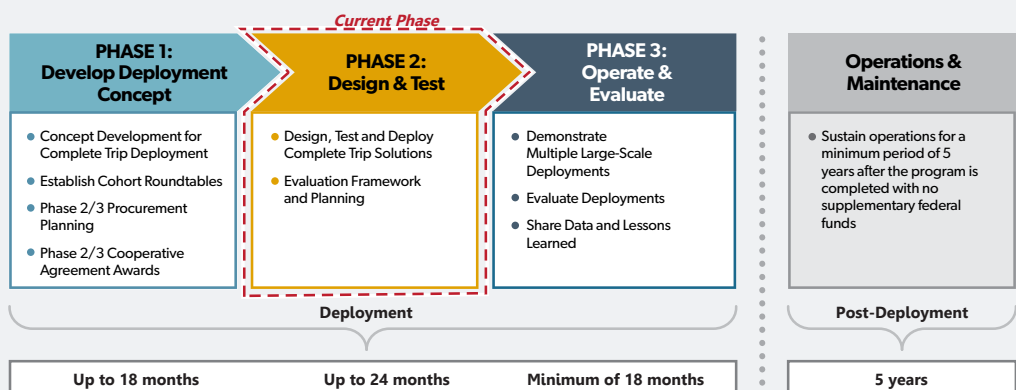 Current Phase
PHASE 1:
Develop Deployment
Concept
PHASE 2:
Design & Test
PHASE 3:
Operate &
Evaluate
Operations &
Maintenance
Concept Development for
Complete Trip Deployment
Establish Cohort Roundtables
Phase 2/3 Procurement
Planning
Phase 2/3 Cooperative
Agreement Awards
Design, Test and Deploy
Complete Trip Solutions
Evaluation Framework
and Planning
Demonstrate
Multiple Large-Scale
Deployments
Evaluate Deployments
Share Data and Lessons
Learned
Sustain operations for a
minimum period of 5
years after the program is
completed with no
supplementary federal
funds
Deployment
Post-Deployment
Up to 18 months
Up to 24 months
Minimum of 18 months
5 years